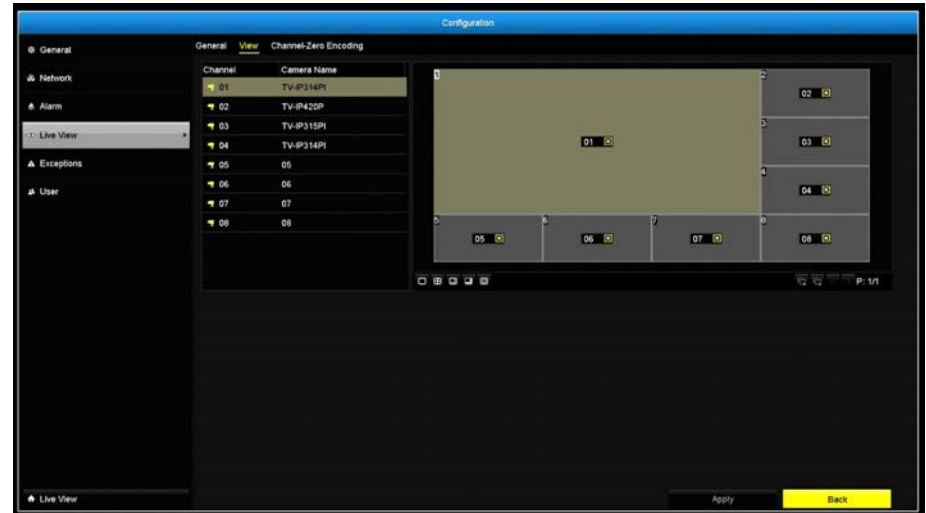 Configuration
General
Network
Alarm
Live View
Exceptions
User
Live View
General View Channel-Zero Encoding
Channel Camera Name
01 TV-IP314PI
02 TV-IP420P
03 TV-IP315PI
04 TV-IP314PI
05 05
06 06
07 07
08 08
1
01
2
02
3
03
4
04
5
05
6
06
7
07
8
08
P: 1/1
Apply Back